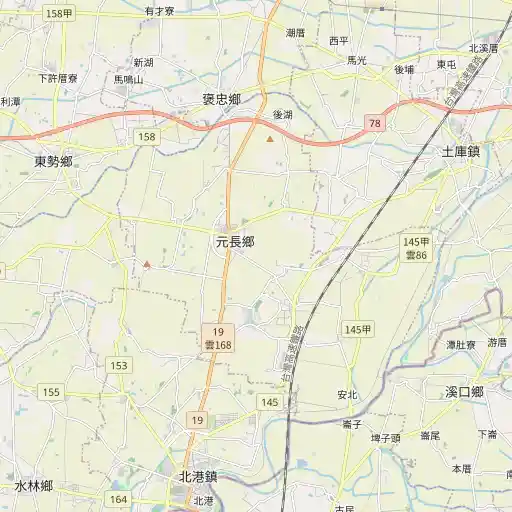 158甲
有才寮
潮厝
西平
馬光
北溪厝
新湖
後埔
東屯
下許厝寮
馬鳴山
利潭
褒忠鄉
後湖
158
78
土庫鎮
東勢鄉
元長鄉
145甲
雲86
19
雲168
145甲
潭肚寮
游厝
153
155
安北
溪口鄉
145
19
崙子
埤子頭
崙尾
下崙
本厝
北港鎮
水林鄉
164
北港
古民